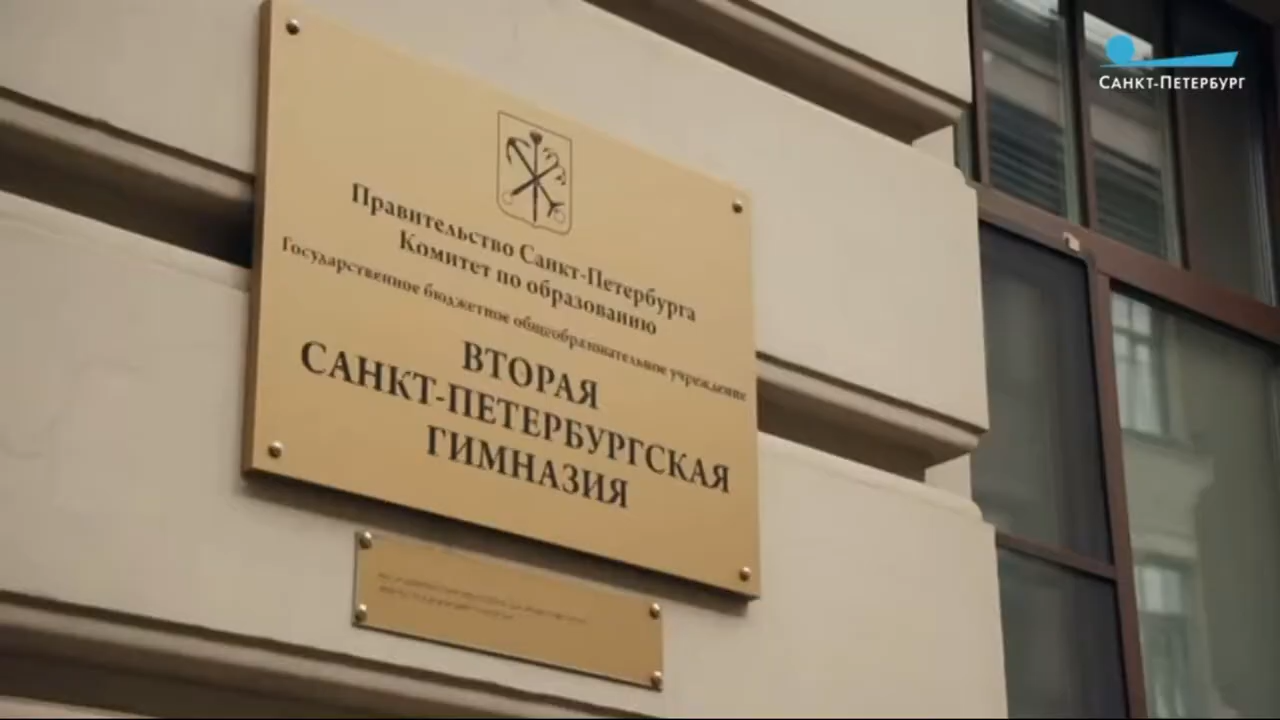 Санкт-Петербург
Правительство Санкт-Петербурга
Комитет по образованию
Государственное бюджетное общеобразовательное учреждение
ВТОРАЯ
САНКТ-ПЕТЕРБУРГСКАЯ
ГИМНАЗИЯ